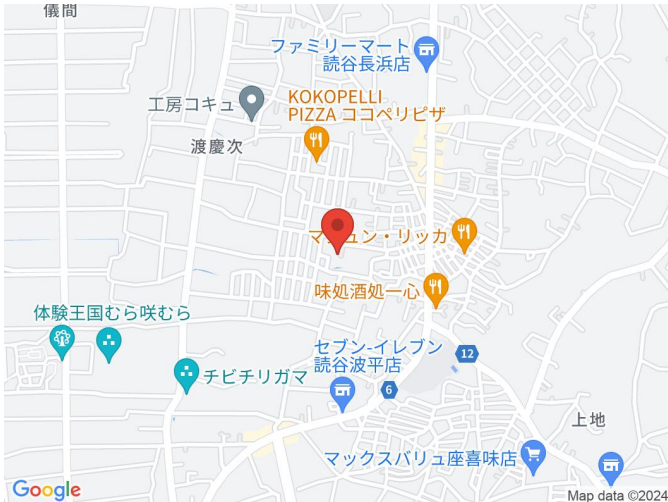 儀間
ファミリーマート
読谷長浜店
工房コキュ
KOKOPELLI
PIZZA ココペリピザ
渡慶次
マチュン・リッカ
味処酒処一心
体験王国むら咲むら
セブン-イレブン
読谷波平店
12
チビチリガマ
6
上地
マックスバリュ座喜味店
Google
Map data ©2024